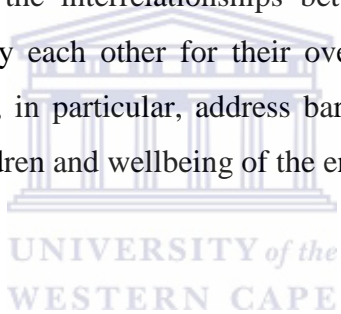 the interrelationships bet
y each other for their ove
, in particular, address bar
dren and wellbeing of the e
UNIVERSITY of the
WESTERN CAPE